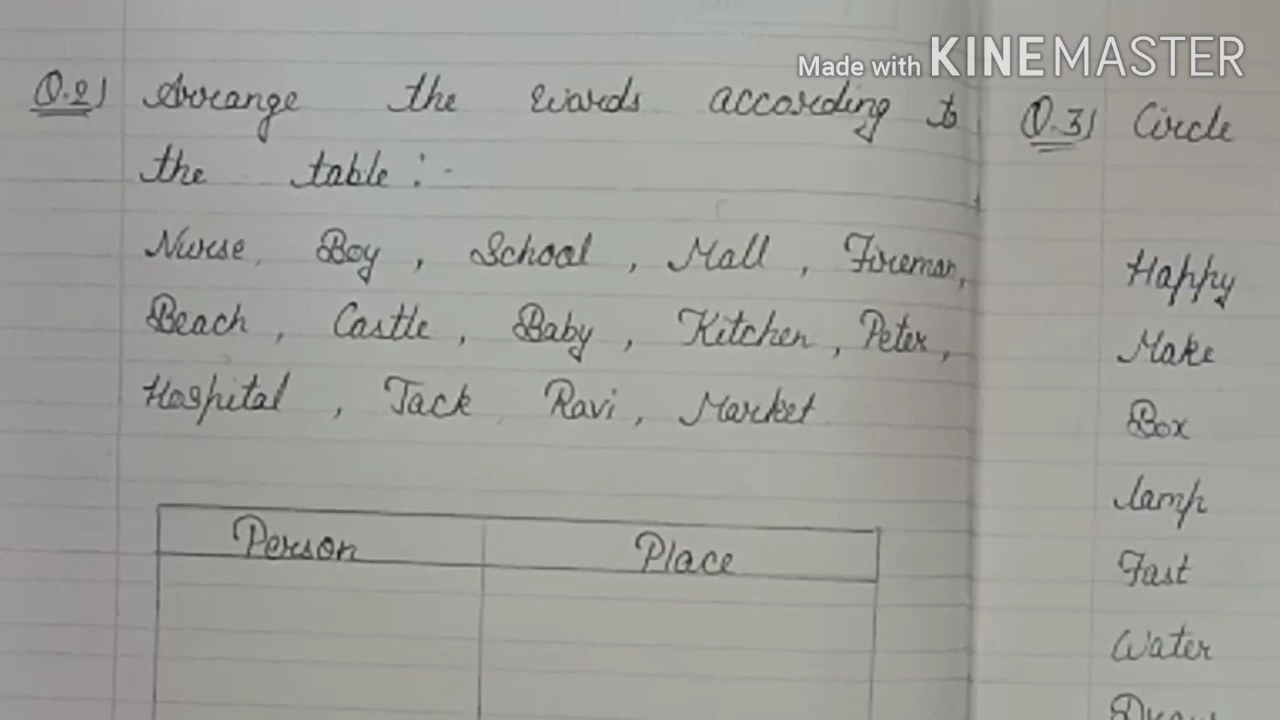 Made with KINEMASTER
Q.2) Arrange the words according to
the table :-
Nurse, Boy, School, Mall, Fireman,
Beach, Castle, Baby, Kitchen, Peter,
Hospital, Jack, Ravi, Market
Person Place
Q.3) Circle
Happy
Make
Box
lamp
Fast
Water
Draw